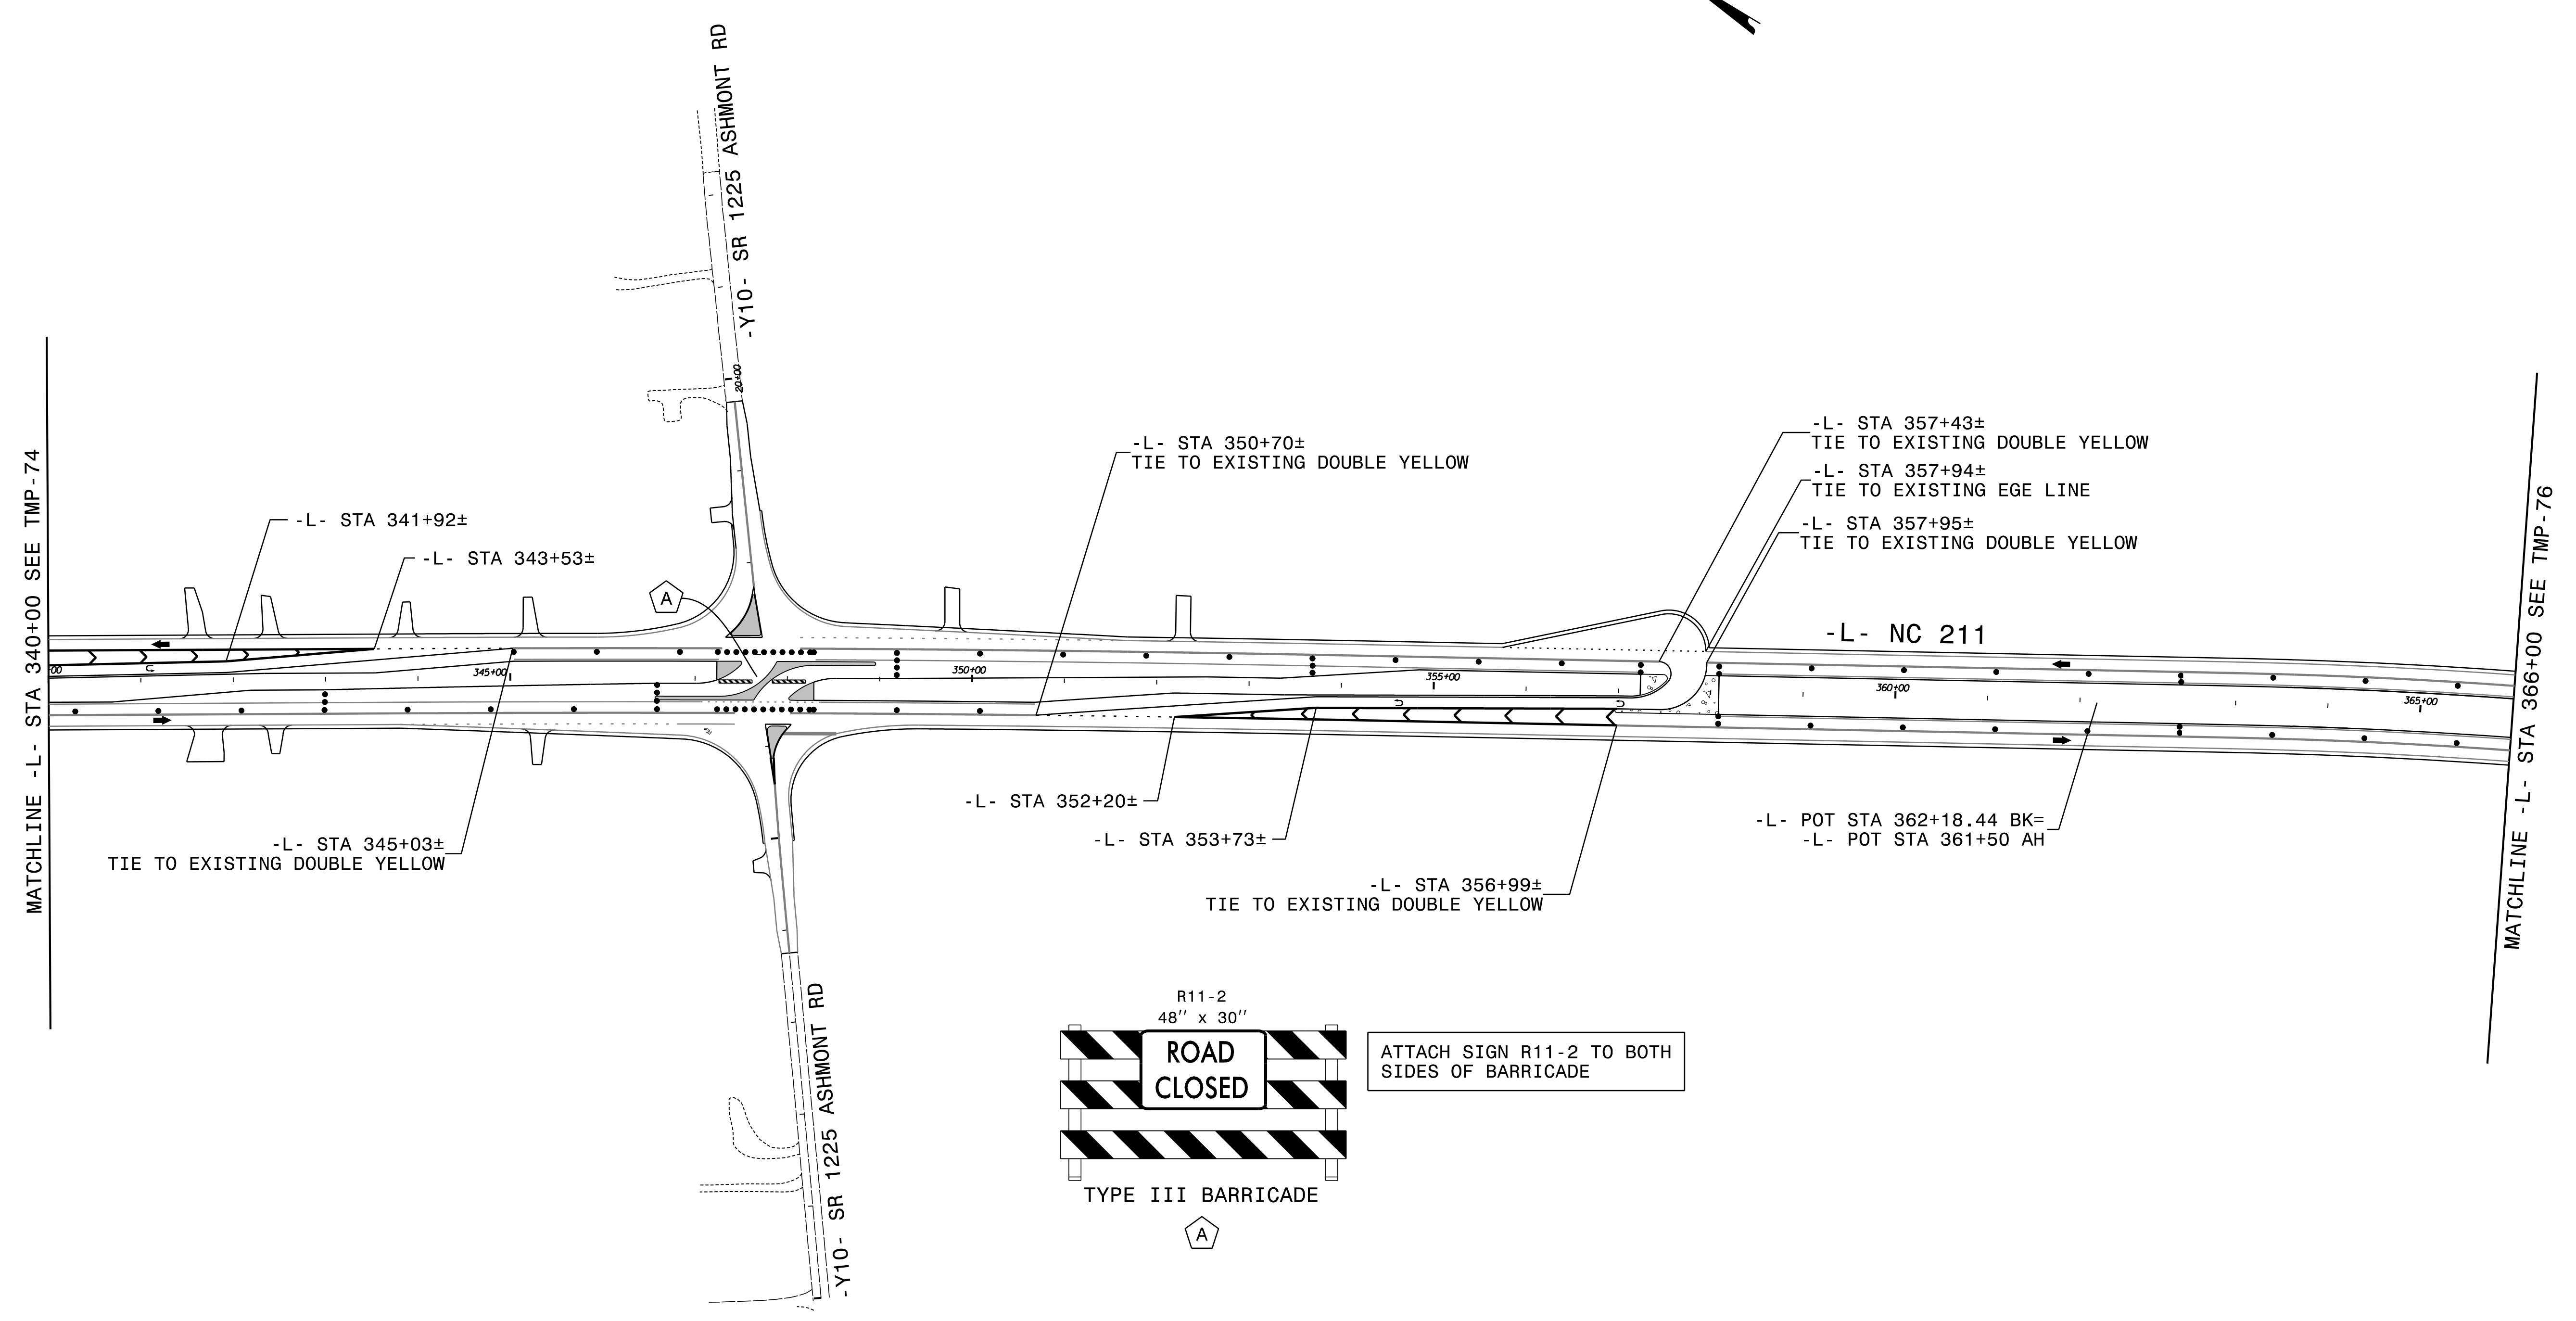 -Y10- SR 1225 ASHMONT RD
20+00
MATCHLINE -L- STA 340+00 SEE TMP-74
-L- STA 341+92±
-L- STA 343+53±
A
-L- STA 350+70±
TIE TO EXISTING DOUBLE YELLOW
-L- STA 357+43±
TIE TO EXISTING DOUBLE YELLOW
-L- STA 357+94±
TIE TO EXISTING EGE LINE
-L- STA 357+95±
TIE TO EXISTING DOUBLE YELLOW
-L- NC 211
MATCHLINE -L- STA 366+00 SEE TMP-76
00
345+00
350+00
355+00
360+00
365+00
-L- STA 345+03±
TIE TO EXISTING DOUBLE YELLOW
-L- STA 352+20±
-L- STA 353+73±
-L- STA 356+99±
TIE TO EXISTING DOUBLE YELLOW
-L- POT STA 362+18.44 BK=
-L- POT STA 361+50 AH
-Y10- SR 1225 ASHMONT RD
R11-2
48" x 30"
ROAD
CLOSED
TYPE III BARRICADE
A
ATTACH SIGN R11-2 TO BOTH
SIDES OF BARRICADE